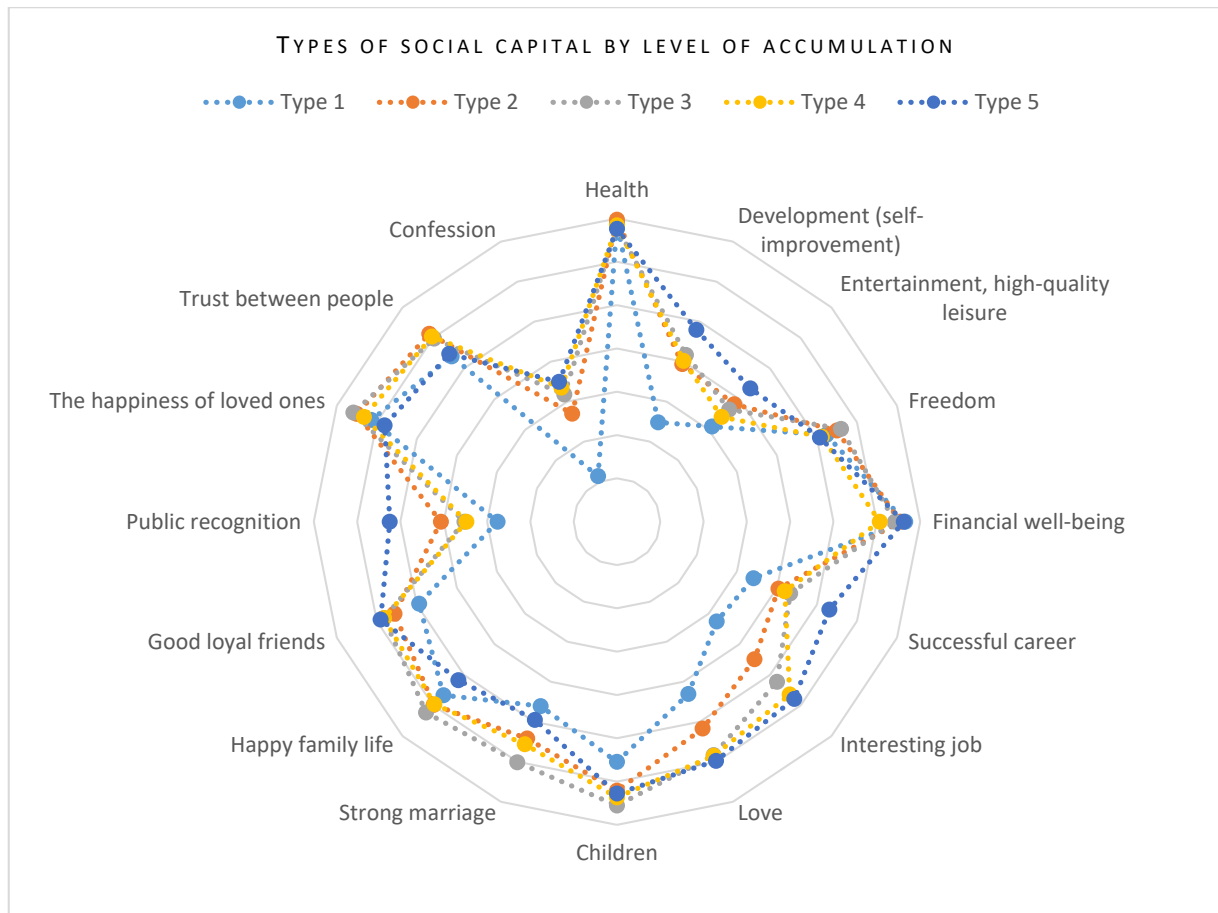 TYPES OF SOCIAL CAPITAL BY LEVEL OF ACCUMULATION
Type 1 Type 2 Type 3 Type 4 Type 5
Health
Development (self-
improvement)
Entertainment, high-quality
leisure
Freedom
Financial well-being
Successful career
Interesting job
Love
Children
Strong marriage
Happy family life
Good loyal friends
Public recognition
The happiness of loved ones
Trust between people
Confession